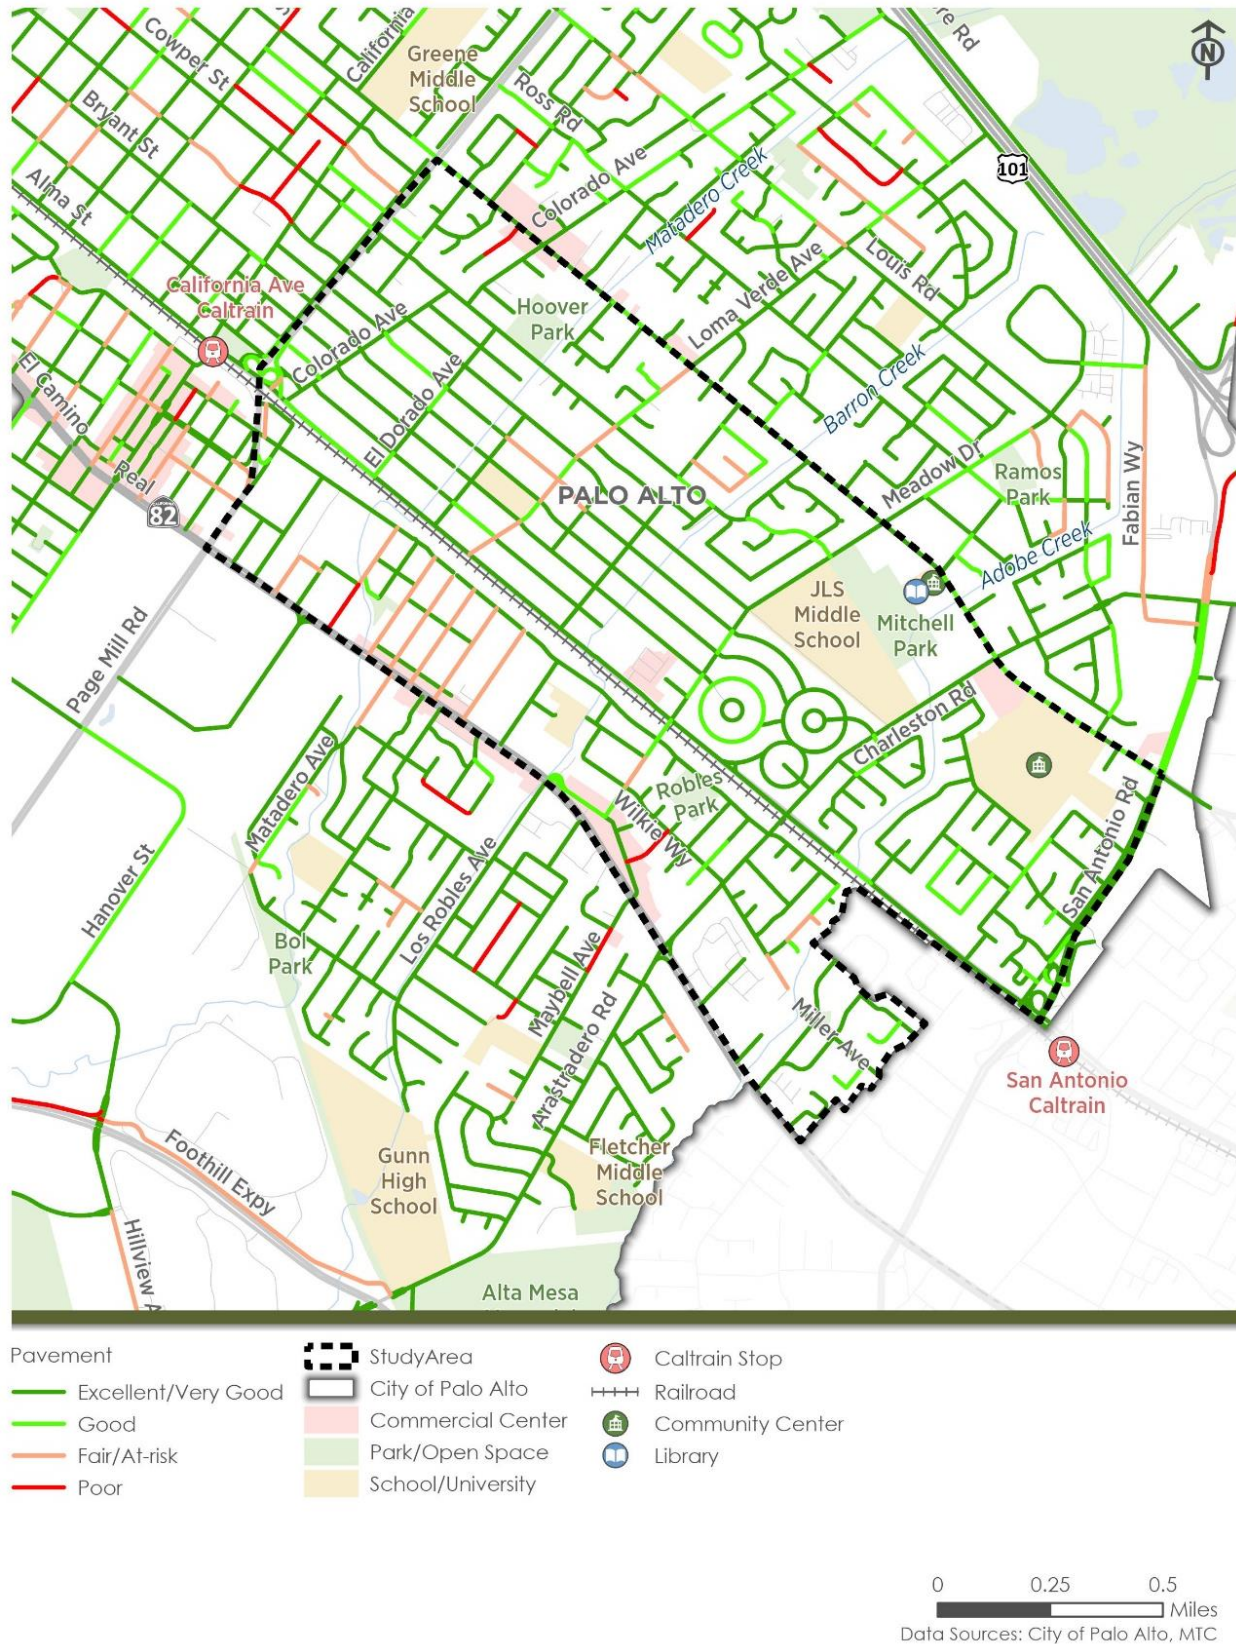 re Rd
N
Cowper St
California
Greene
Middle
School
Ross Rd
Bryant St
101
Colorado Ave
Matadero Creek
Alma St
Louis Rd
Loma Verde Ave
California Ave
Caltrain
Hoover
Park
Colorado Ave
El Dorado Ave
Barron Creek
El Camino
Real
82
PALO ALTO
Meadow Dr
Ramos
Park
Fabian Wy
Adobe Creek
JLS
Middle
School
Mitchell
Park
Page Mill Rd
Charleston Rd
Matadero Ave
Robles
Park
Wilkie Wy
San Antonio Rd
Hanover St
Los Robles Ave
Bol
Park
Maybell Ave
Arastradero Rd
Miller Ave
San Antonio
Caltrain
Foothill Expy
Gunn
High
School
Fletcher
Middle
School
Hillview A
Alta Mesa
Pavement
Excellent/Very Good
Good
Fair/At-risk
Poor
StudyArea
City of Palo Alto
Commercial Center
Park/Open Space
School/University
Caltrain Stop
Railroad
Community Center
Library
0 0.25 0.5
Miles
Data Sources: City of Palo Alto, MTC